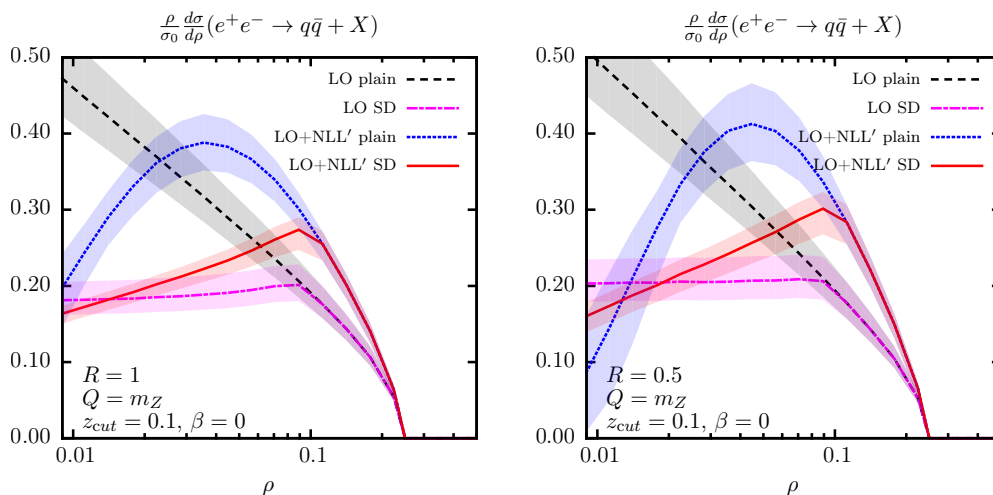 ρ/σ₀ dσ/dρ (e⁺e⁻ → qq̄ + X)
0.50
0.40
0.30
0.20
0.10
0.00
LO plain
LO SD
LO+NLL′ plain
LO+NLL′ SD
R = 1
Q = m_Z
z_cut = 0.1, β = 0
0.01
0.1
ρ
ρ/σ₀ dσ/dρ (e⁺e⁻ → qq̄ + X)
0.50
0.40
0.30
0.20
0.10
0.00
LO plain
LO SD
LO+NLL′ plain
LO+NLL′ SD
R = 0.5
Q = m_Z
z_cut = 0.1, β = 0
0.01
0.1
ρ